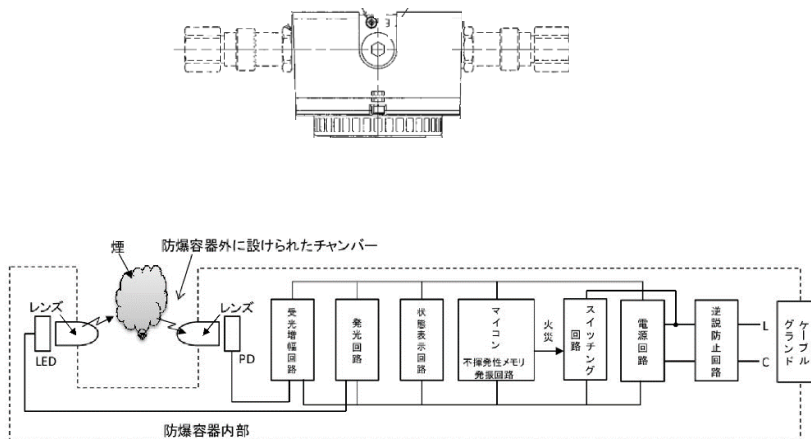 煙
防爆容器外に設けられたチャンバー
レンズ
レンズ
LED
PD
受光増幅回路
発光回路
状態表示回路
マイコン
不揮発性メモリ
発振回路
火災
スイッチング
回路
電源回路
逆説防止回路
L
C
ケーブル
グランド
防爆容器内部